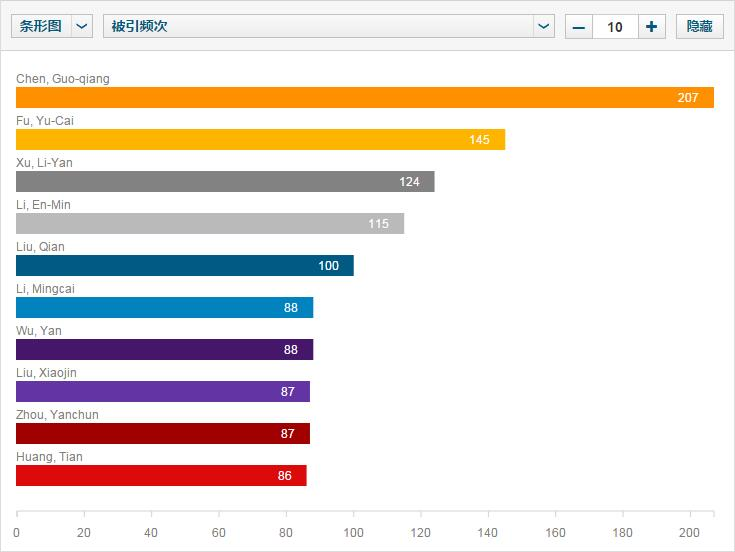 条形图 被引频次 10 隐藏
Chen, Guo-qiang
207
Fu, Yu-Cai
145
Xu, Li-Yan
124
Li, En-Min
115
Liu, Qian
100
Li, Mingcai
88
Wu, Yan
88
Liu, Xiaojin
87
Zhou, Yanchun
87
Huang, Tian
86
0 20 40 60 80 100 120 140 160 180 200